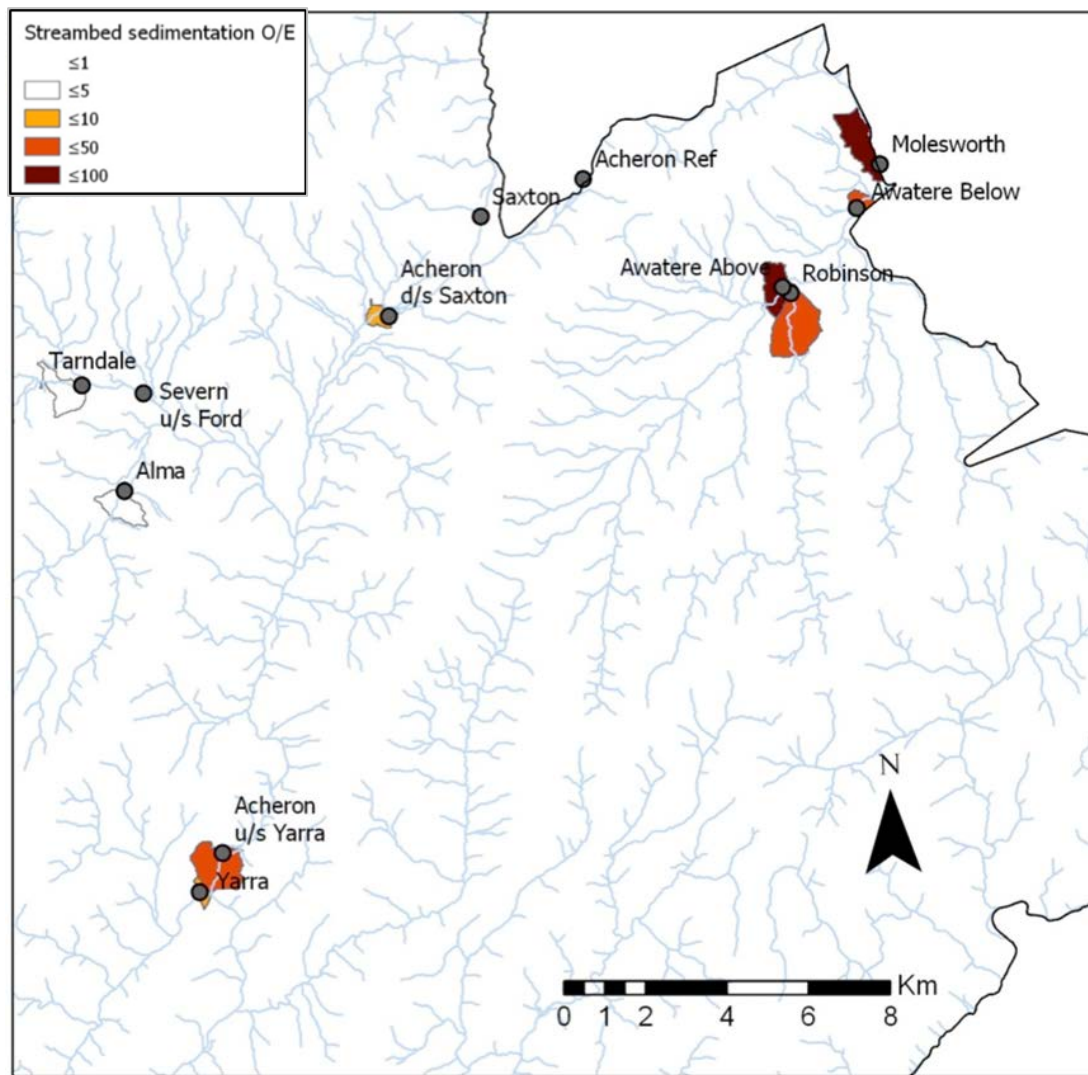 Streambed sedimentation O/E
≤1
≤5
≤10
≤50
≤100
Molesworth
Acheron Ref
Awatere Below
Saxton
Acheron
d/s Saxton
Awatere Above
Robinson
Tarndale
Severn
u/s Ford
Alma
N
Acheron
u/s Yarra
Yarra
Km
0 1 2 4 6 8